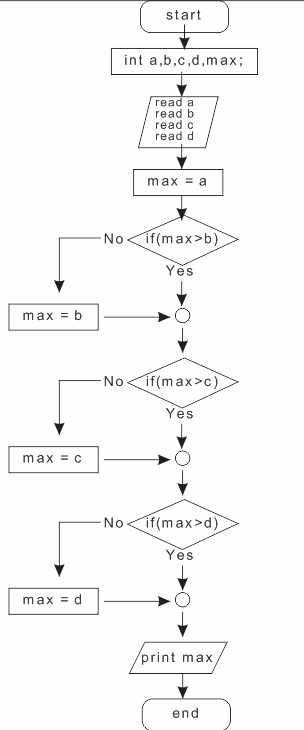 start
int a,b,c,d,max;
read a
read b
read c
read d
max = a
if(max>b)
No
Yes
max = b
if(max>c)
No
Yes
max = c
if(max>d)
No
Yes
max = d
print max
end